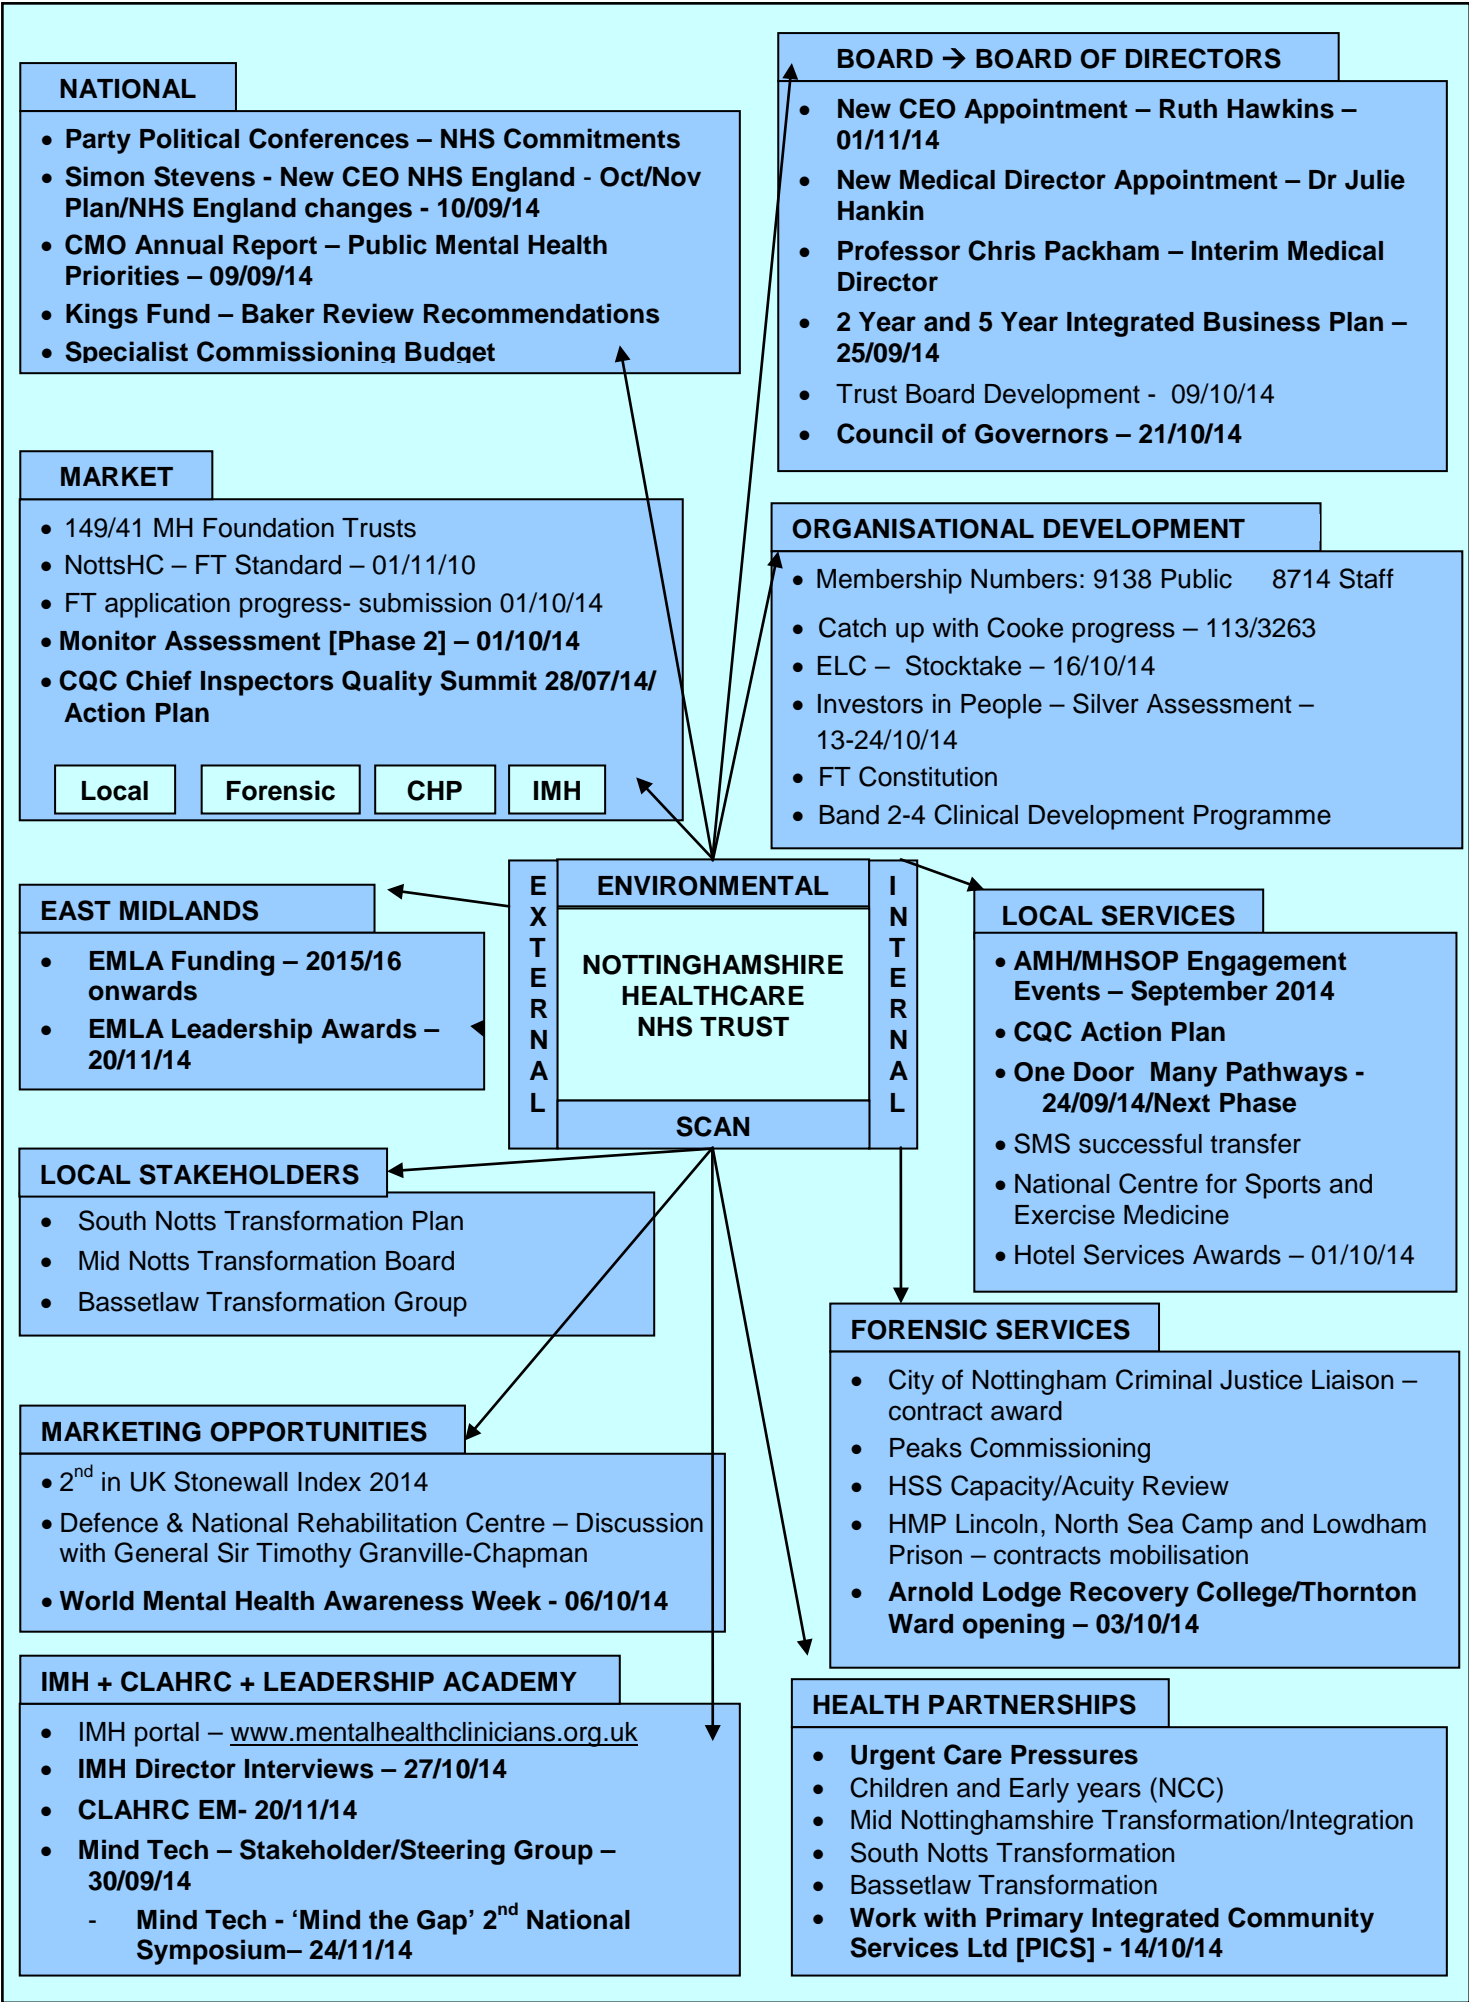 NATIONAL
• Party Political Conferences – NHS Commitments
• Simon Stevens - New CEO NHS England - Oct/Nov
Plan/NHS England changes - 10/09/14
• CMO Annual Report – Public Mental Health
Priorities – 09/09/14
• Kings Fund – Baker Review Recommendations
• Specialist Commissioning Budget
BOARD → BOARD OF DIRECTORS
• New CEO Appointment – Ruth Hawkins –
01/11/14
• New Medical Director Appointment – Dr Julie
Hankin
• Professor Chris Packham – Interim Medical
Director
• 2 Year and 5 Year Integrated Business Plan –
25/09/14
• Trust Board Development - 09/10/14
• Council of Governors – 21/10/14
MARKET
• 149/41 MH Foundation Trusts
• NottsHC – FT Standard – 01/11/10
• FT application progress- submission 01/10/14
• Monitor Assessment [Phase 2] – 01/10/14
• CQC Chief Inspectors Quality Summit 28/07/14/
Action Plan
Local Forensic CHP IMH
ORGANISATIONAL DEVELOPMENT
• Membership Numbers: 9138 Public 8714 Staff
• Catch up with Cooke progress – 113/3263
• ELC – Stocktake – 16/10/14
• Investors in People – Silver Assessment –
13-24/10/14
• FT Constitution
• Band 2-4 Clinical Development Programme
EXTERNAL
ENVIRONMENTAL
NOTTINGHAMSHIRE
HEALTHCARE
NHS TRUST
SCAN
INTERNAL
EAST MIDLANDS
• EMLA Funding – 2015/16
onwards
• EMLA Leadership Awards –
20/11/14
LOCAL SERVICES
• AMH/MHSOP Engagement
Events – September 2014
• CQC Action Plan
• One Door Many Pathways -
24/09/14/Next Phase
• SMS successful transfer
• National Centre for Sports and
Exercise Medicine
• Hotel Services Awards – 01/10/14
LOCAL STAKEHOLDERS
• South Notts Transformation Plan
• Mid Notts Transformation Board
• Bassetlaw Transformation Group
FORENSIC SERVICES
• City of Nottingham Criminal Justice Liaison –
contract award
• Peaks Commissioning
• HSS Capacity/Acuity Review
• HMP Lincoln, North Sea Camp and Lowdham
Prison – contracts mobilisation
• Arnold Lodge Recovery College/Thornton
Ward opening – 03/10/14
MARKETING OPPORTUNITIES
• 2nd in UK Stonewall Index 2014
• Defence & National Rehabilitation Centre – Discussion
with General Sir Timothy Granville-Chapman
• World Mental Health Awareness Week - 06/10/14
IMH + CLAHRC + LEADERSHIP ACADEMY
• IMH portal – www.mentalhealthclinicians.org.uk
• IMH Director Interviews – 27/10/14
• CLAHRC EM- 20/11/14
• Mind Tech – Stakeholder/Steering Group –
30/09/14
- Mind Tech - ‘Mind the Gap’ 2nd National
Symposium– 24/11/14
HEALTH PARTNERSHIPS
• Urgent Care Pressures
• Children and Early years (NCC)
• Mid Nottinghamshire Transformation/Integration
• South Notts Transformation
• Bassetlaw Transformation
• Work with Primary Integrated Community
Services Ltd [PICS] - 14/10/14